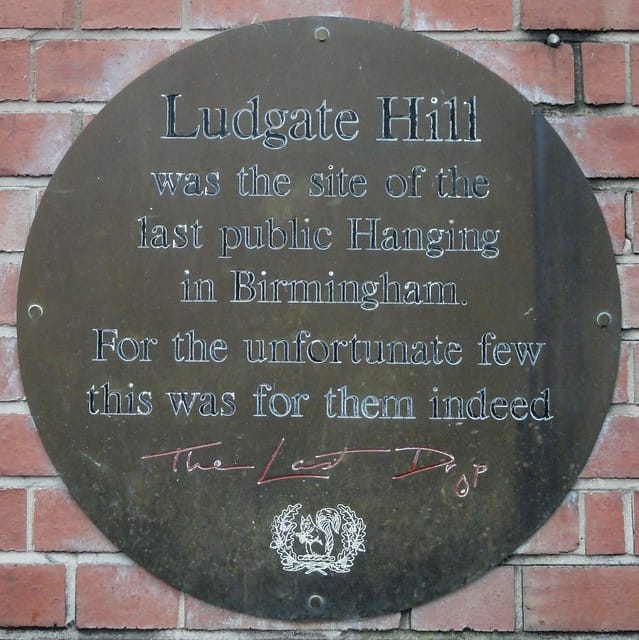 Ludgate Hill
was the site of the
last public Hanging
in Birmingham.
For the unfortunate few
this was for them indeed
The Last Drop